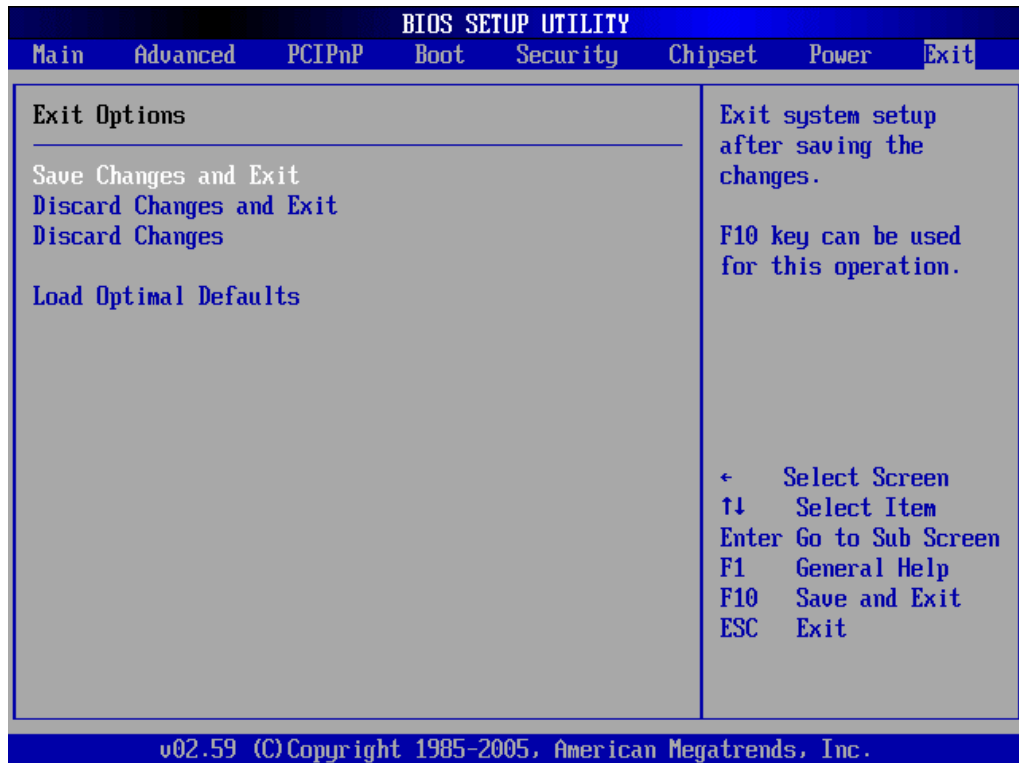 BIOS SETUP UTILITY
Main Advanced PCIPnP Boot Security Chipset Power Exit
Exit Options
Save Changes and Exit
Discard Changes and Exit
Discard Changes
Load Optimal Defaults
Exit system setup
after saving the
changes.
F10 key can be used
for this operation.
← Select Screen
↑↓ Select Item
Enter Go to Sub Screen
F1 General Help
F10 Save and Exit
ESC Exit
v02.59 (C)Copyright 1985-2005, American Megatrends, Inc.